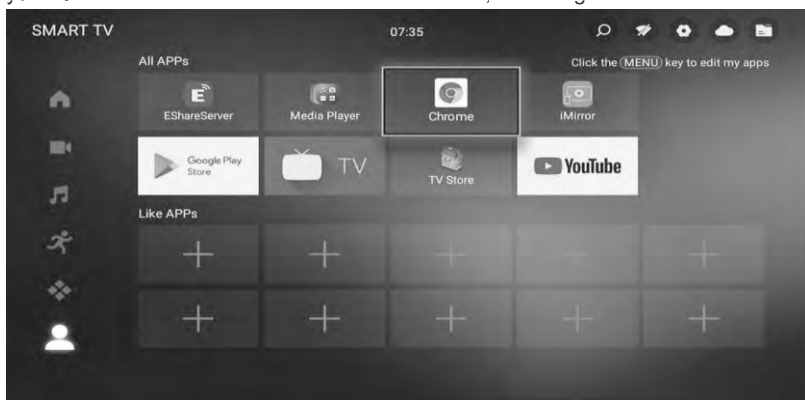 SMART TV
07:35
All APPs
Click the MENU key to edit my apps
EShareServer
Media Player
Chrome
iMirror
Google Play
Store
TV
TV Store
YouTube
Like APPs